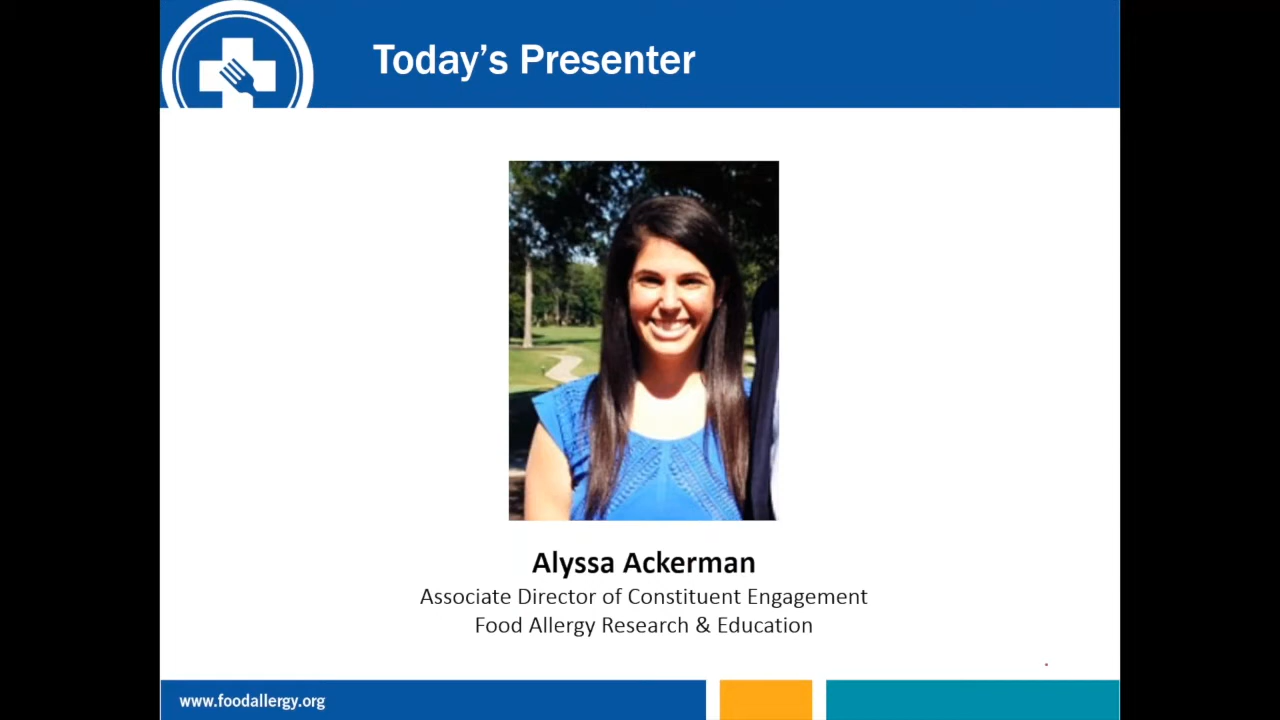 Today’s Presenter
Alyssa Ackerman
Associate Director of Constituent Engagement
Food Allergy Research & Education
www.foodallergy.org